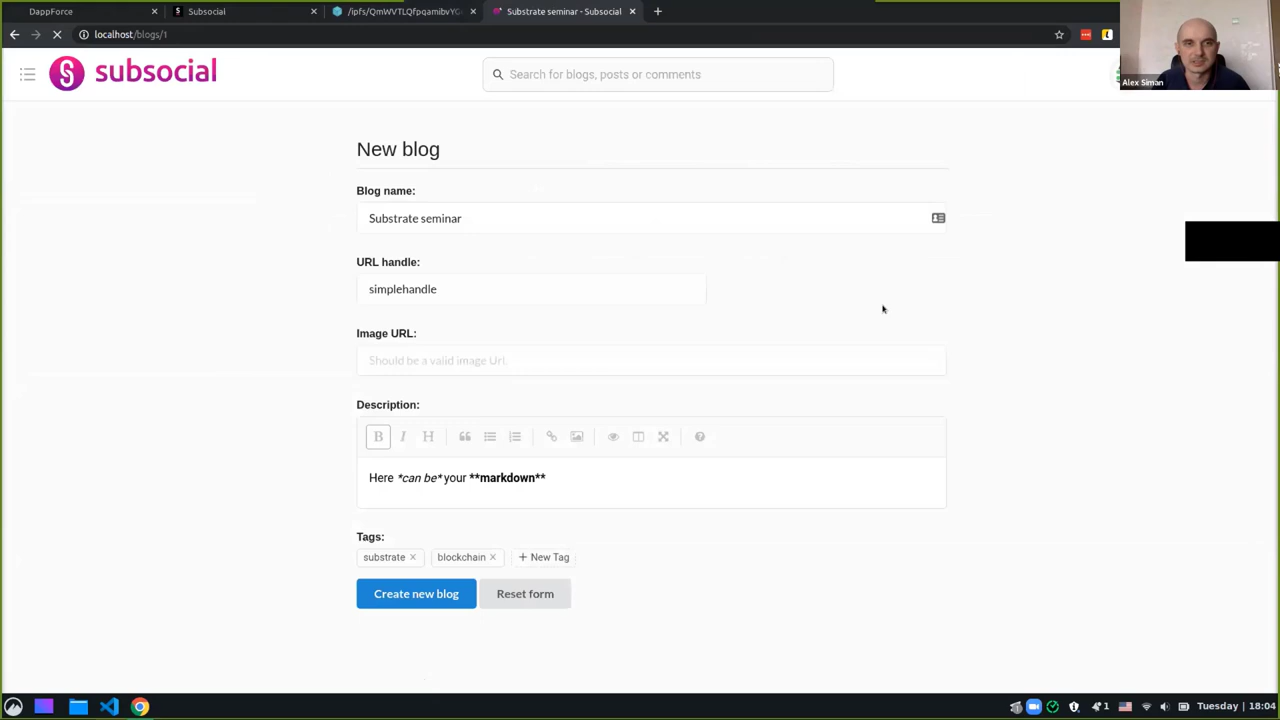 DappForce
Subsocial
/ipfs/QmWVTLQfpqamibvYG
Substrate seminar - Subsocial
localhost/blogs/1
subsocial
Search for blogs, posts or comments
Alex Siman
New blog
Blog name:
Substrate seminar
URL handle:
simplehandle
Image URL:
Should be a valid image Url.
Description:
B I H
Here *can be* your **markdown**
Tags:
substrate × blockchain × + New Tag
Create new blog Reset form
1
Tuesday | 18:04